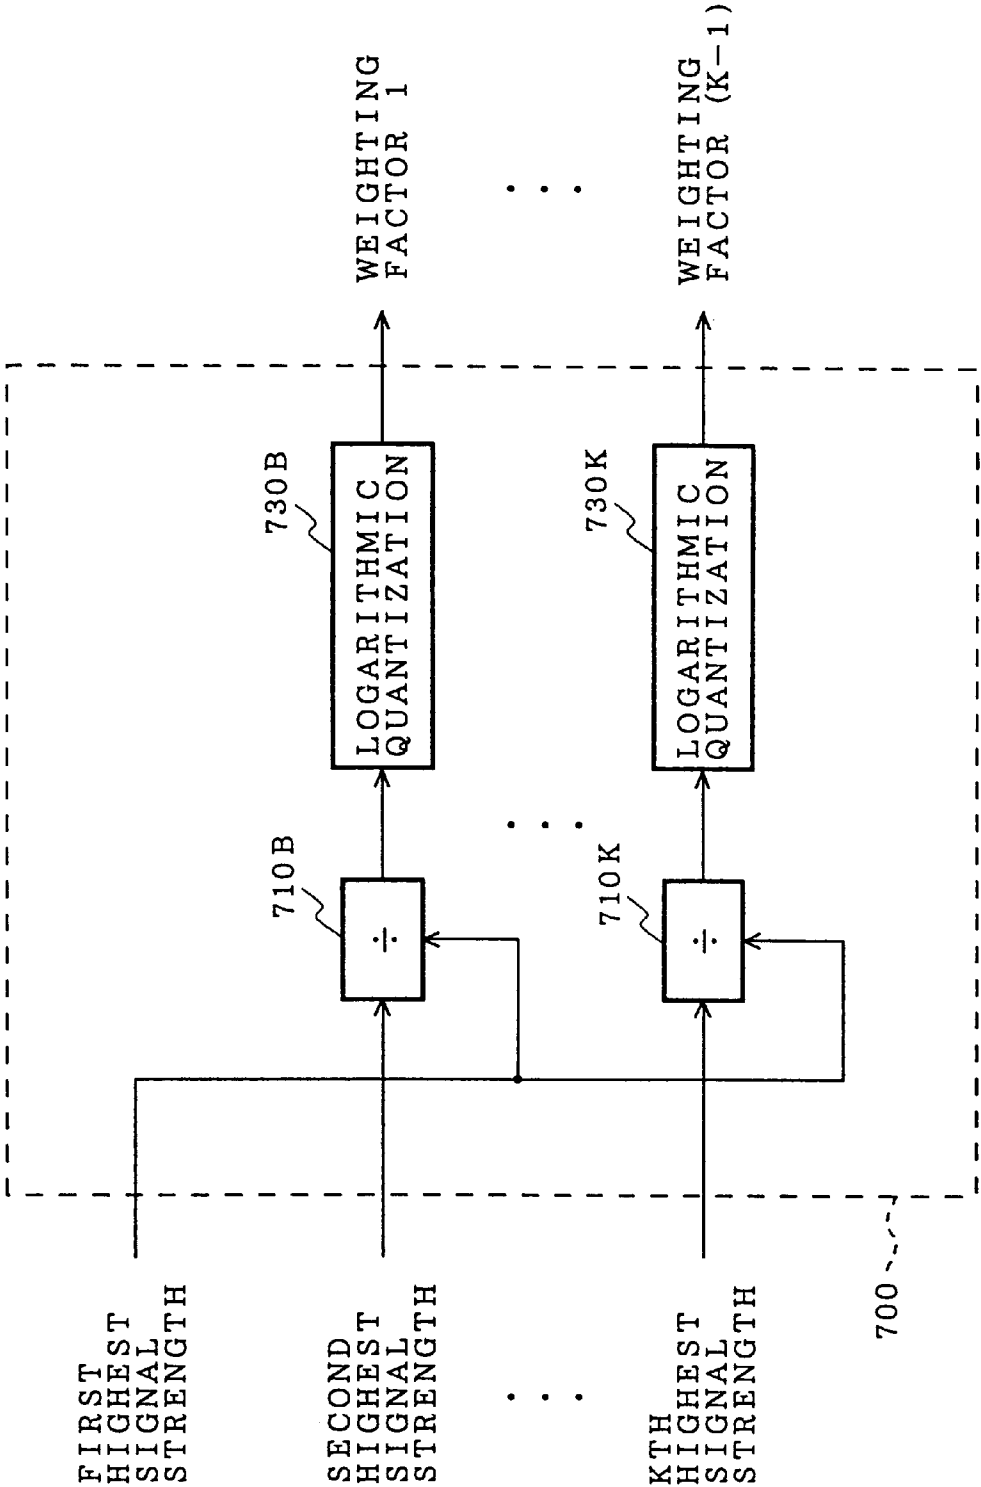 FIRST
HIGHEST
SIGNAL
STRENGTH
SECOND
HIGHEST
SIGNAL
STRENGTH
. . .
KTH
HIGHEST
SIGNAL
STRENGTH
700
710B
÷
. . .
710K
÷
730B
LOGARITHMIC
QUANTIZATION
730K
LOGARITHMIC
QUANTIZATION
WEIGHTING
FACTOR 1
. . .
WEIGHTING
FACTOR (K-1)